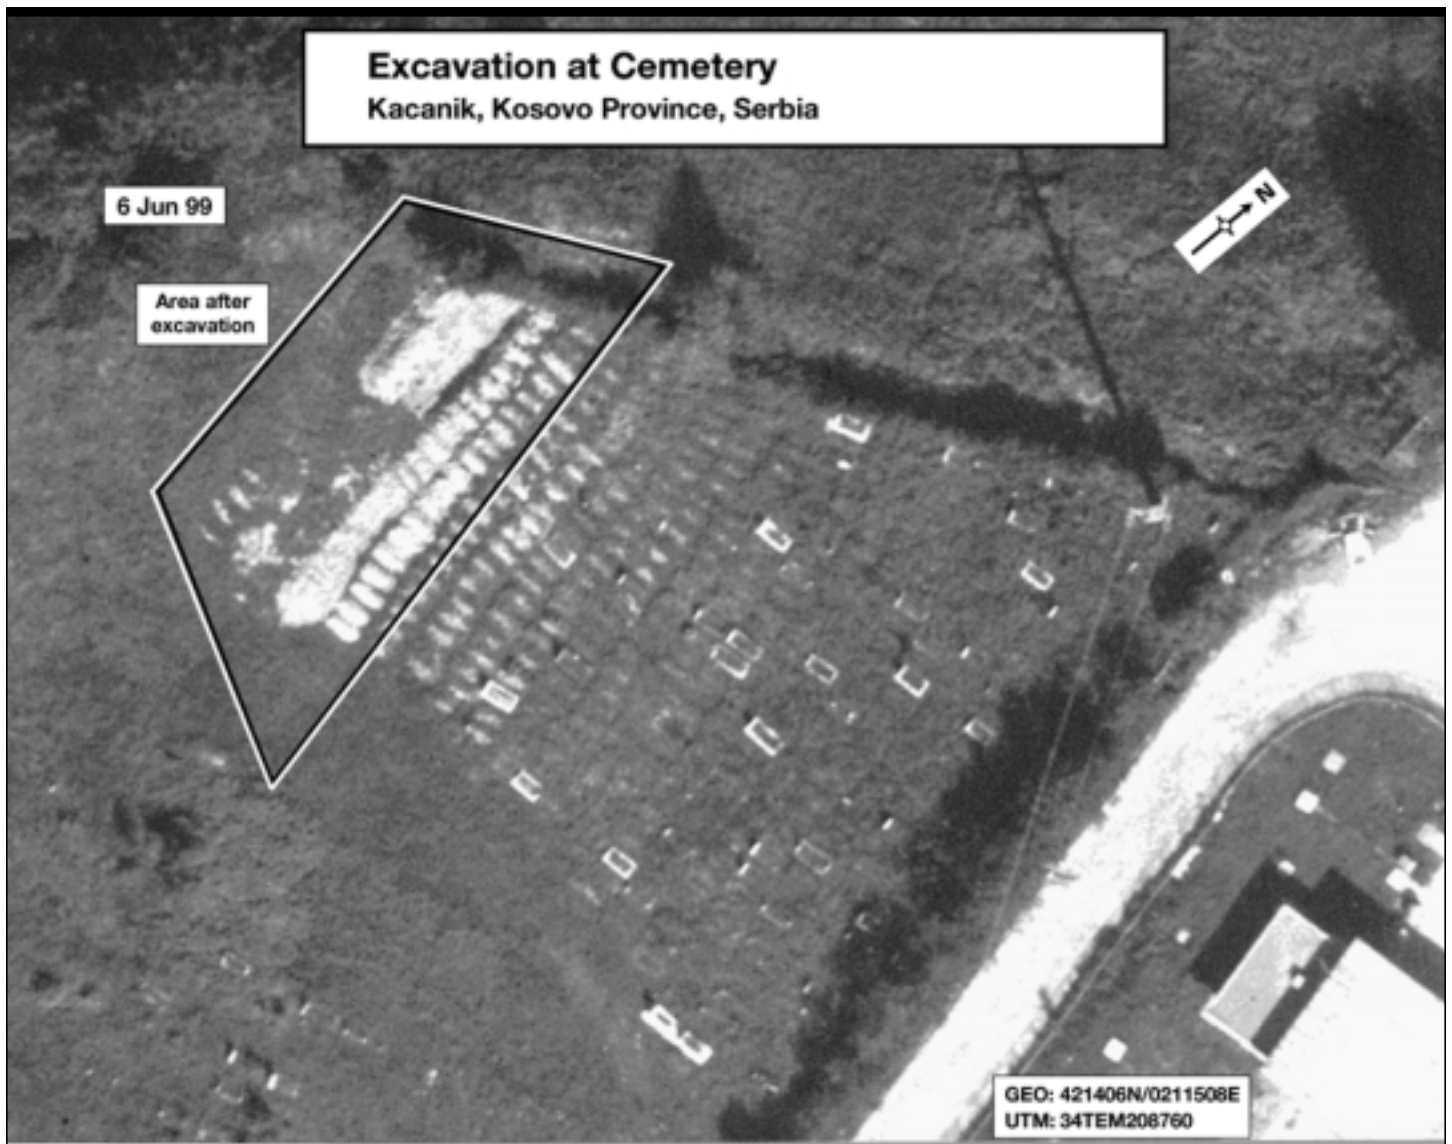 Excavation at Cemetery
Kacanik, Kosovo Province, Serbia
6 Jun 99
N
Area after
excavation
GEO: 421406N/0211508E
UTM: 34TEM208760